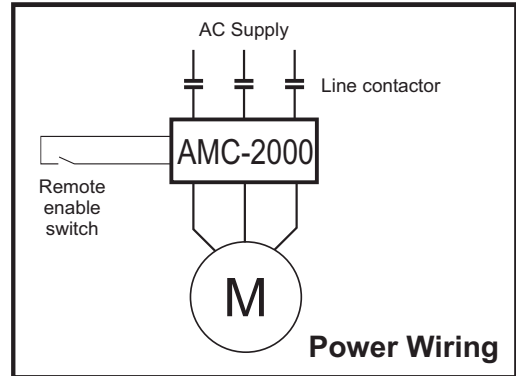 AC Supply
Line contactor
AMC-2000
Remote
enable
switch
M
Power Wiring